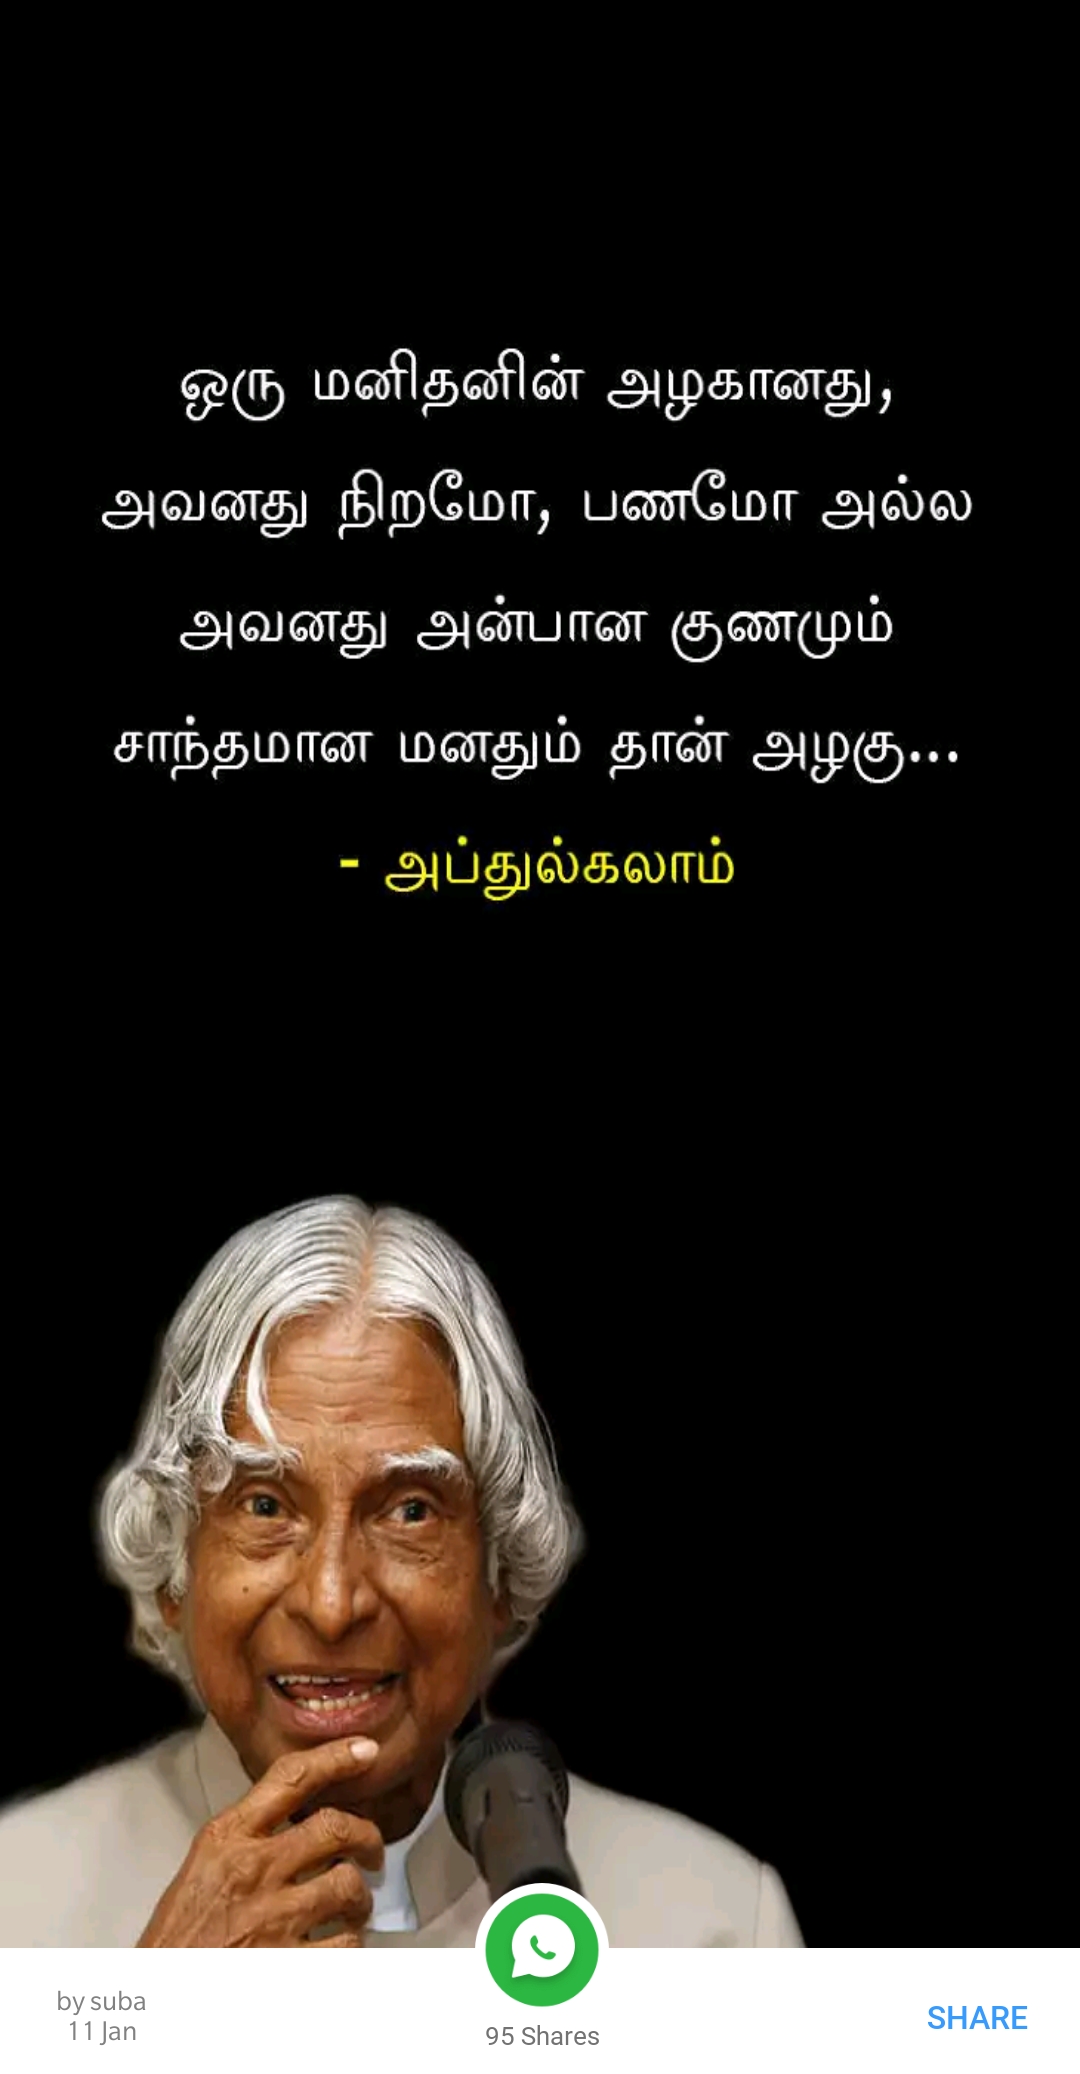 ஒரு மனிதனின் அழகானது,
அவனது நிறமோ, பணமோ அல்ல
அவனது அன்பான குணமும்
சாந்தமான மனதும் தான் அழகு...
- அப்துல்கலாம்
by suba
11 Jan
95 Shares
SHARE